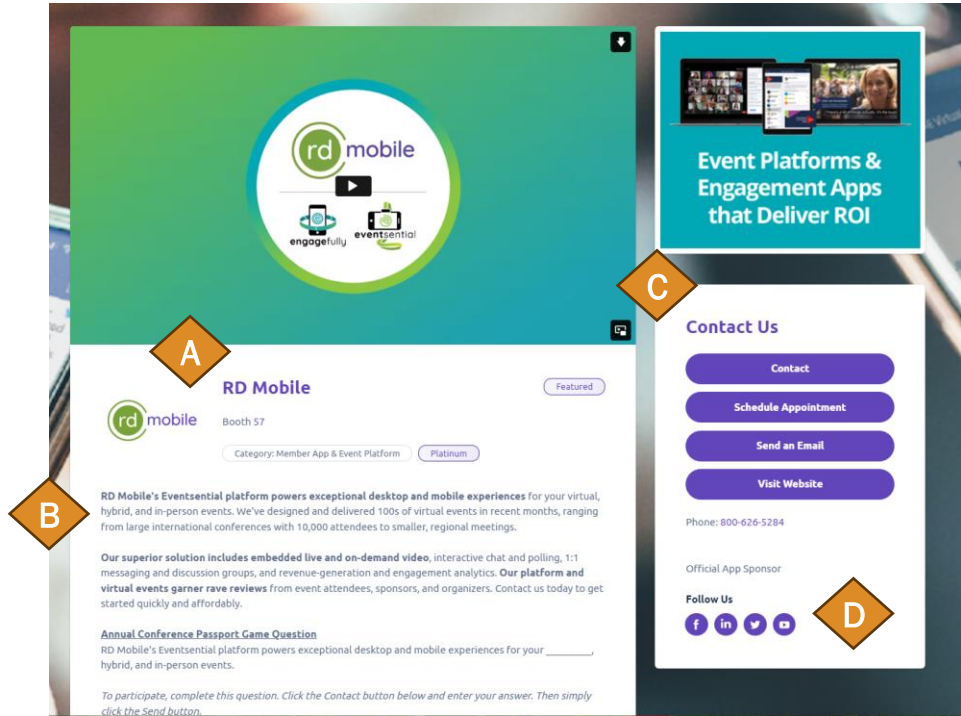 rd mobile
engagefully eventsential
Event Platforms &
Engagement Apps
that Deliver ROI
A
RD Mobile
Featured
rd mobile
Booth 57
Category: Member App & Event Platform Platinum
B
RD Mobile's Eventsential platform powers exceptional desktop and mobile experiences for your virtual,
hybrid, and in-person events. We've designed and delivered 100s of virtual events in recent months, ranging
from large international conferences with 10,000 attendees to smaller, regional meetings.
Our superior solution includes embedded live and on-demand video, interactive chat and polling, 1:1
messaging and discussion groups, and revenue-generation and engagement analytics. Our platform and
virtual events garner rave reviews from event attendees, sponsors, and organizers. Contact us today to get
started quickly and affordably.
Annual Conference Passport Game Question
RD Mobile's Eventsential platform powers exceptional desktop and mobile experiences for your ________,
hybrid, and in-person events.
To participate, complete this question. Click the Contact button below and enter your answer. Then simply
click the Send button.
C
Contact Us
Contact
Schedule Appointment
Send an Email
Visit Website
Phone: 800-626-5284
Official App Sponsor
Follow Us
D